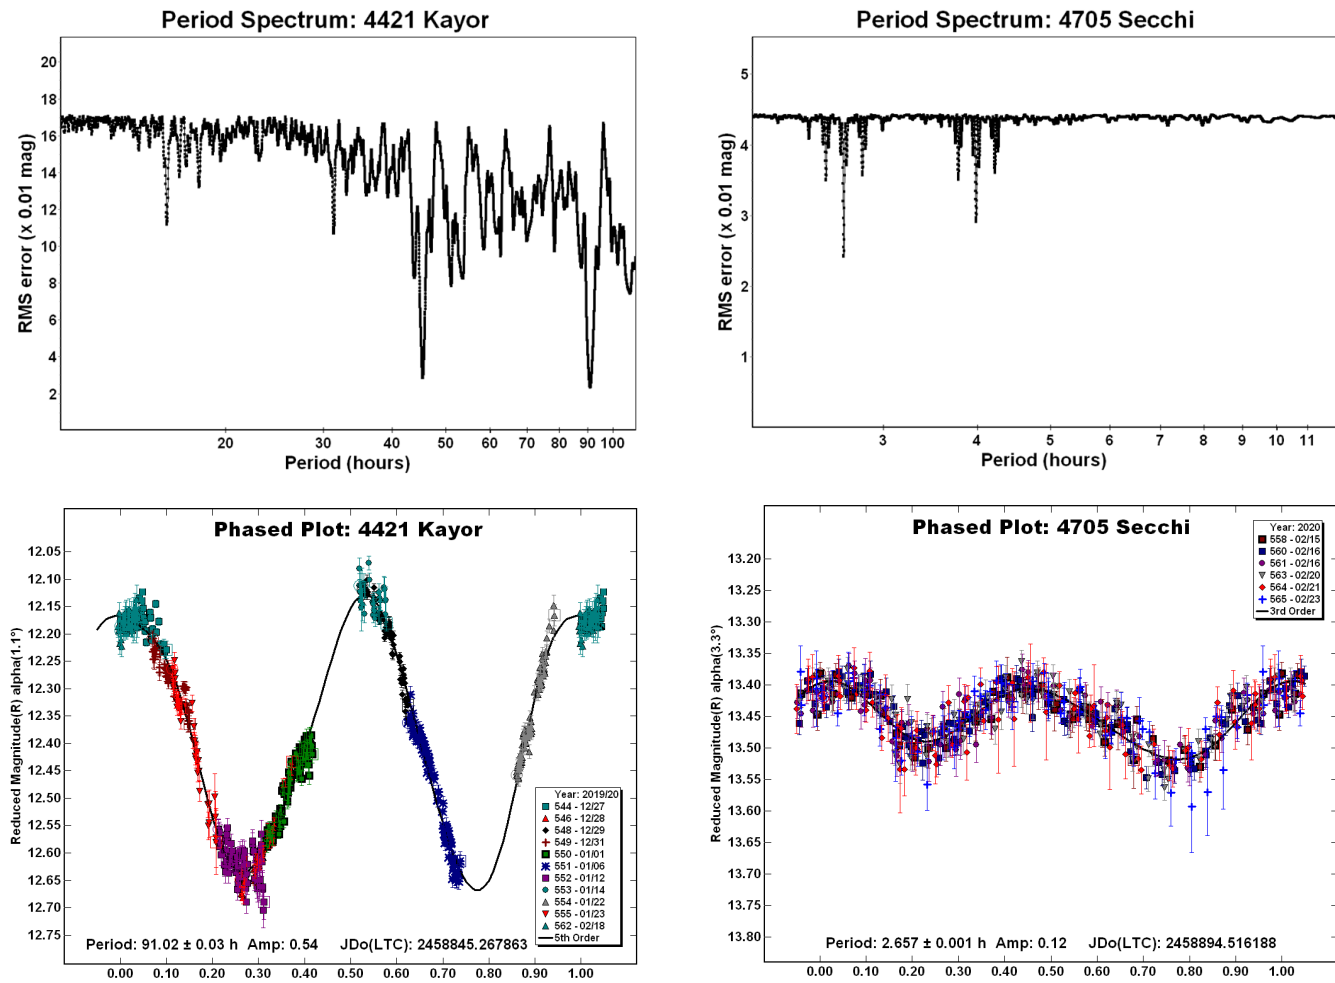 Period Spectrum: 4421 Kayor
20
18
16
14
12
10
8
6
4
2
RMS error (x 0.01 mag)
20 30 40 50 60 70 80 90 100
Period (hours)
Period Spectrum: 4705 Secchi
5
4
3
2
1
RMS error (x 0.01 mag)
3 4 5 6 7 8 9 10 11
Period (hours)
Phased Plot: 4421 Kayor
12.05
12.10
12.15
12.20
12.25
12.30
12.35
12.40
12.45
12.50
12.55
12.60
12.65
12.70
12.75
Reduced Magnitude(R) alpha(1.1°)
Year: 2019/20
544 - 12/27
546 - 12/28
548 - 12/29
549 - 12/31
550 - 01/01
551 - 01/06
552 - 01/12
553 - 01/14
554 - 01/22
555 - 01/23
562 - 02/18
5th Order
Period: 91.02 ± 0.03 h Amp: 0.54 JDo(LTC): 2458845.267863
0.00 0.10 0.20 0.30 0.40 0.50 0.60 0.70 0.80 0.90 1.00
Phased Plot: 4705 Secchi
13.20
13.25
13.30
13.35
13.40
13.45
13.50
13.55
13.60
13.65
13.70
13.75
13.80
Reduced Magnitude(R) alpha(3.3°)
Year: 2020
558 - 02/15
560 - 02/16
561 - 02/16
563 - 02/20
564 - 02/21
565 - 02/23
3rd Order
Period: 2.657 ± 0.001 h Amp: 0.12 JDo(LTC): 2458894.516188
0.00 0.10 0.20 0.30 0.40 0.50 0.60 0.70 0.80 0.90 1.00